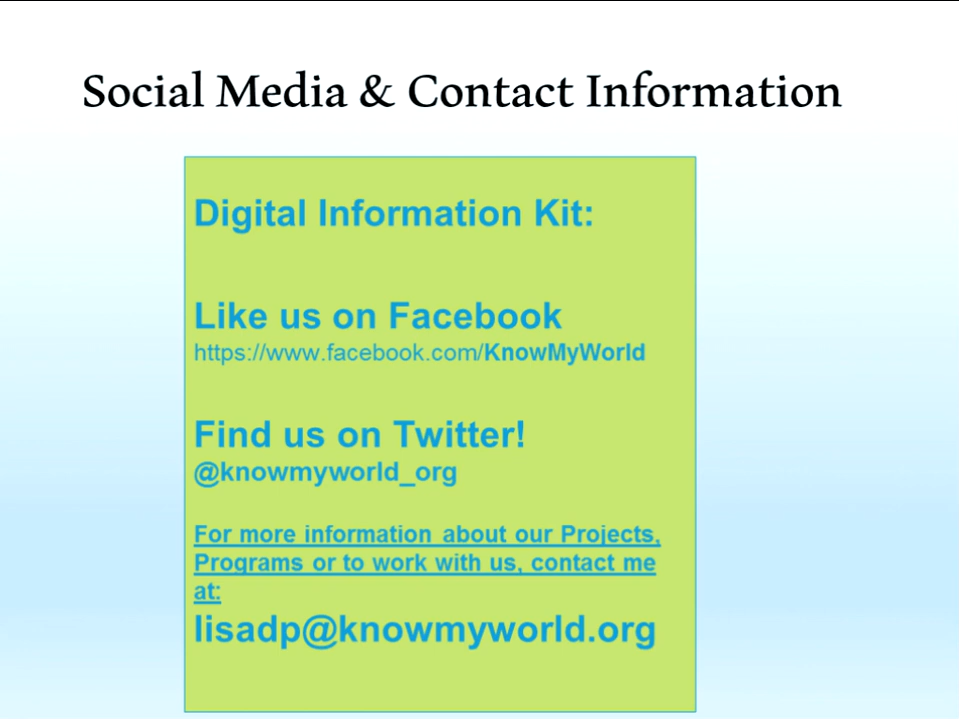 Social Media & Contact Information
Digital Information Kit:
Like us on Facebook
https://www.facebook.com/KnowMyWorld
Find us on Twitter!
@knowmyworld_org
For more information about our Projects,
Programs or to work with us, contact me
at:
lisadp@knowmyworld.org